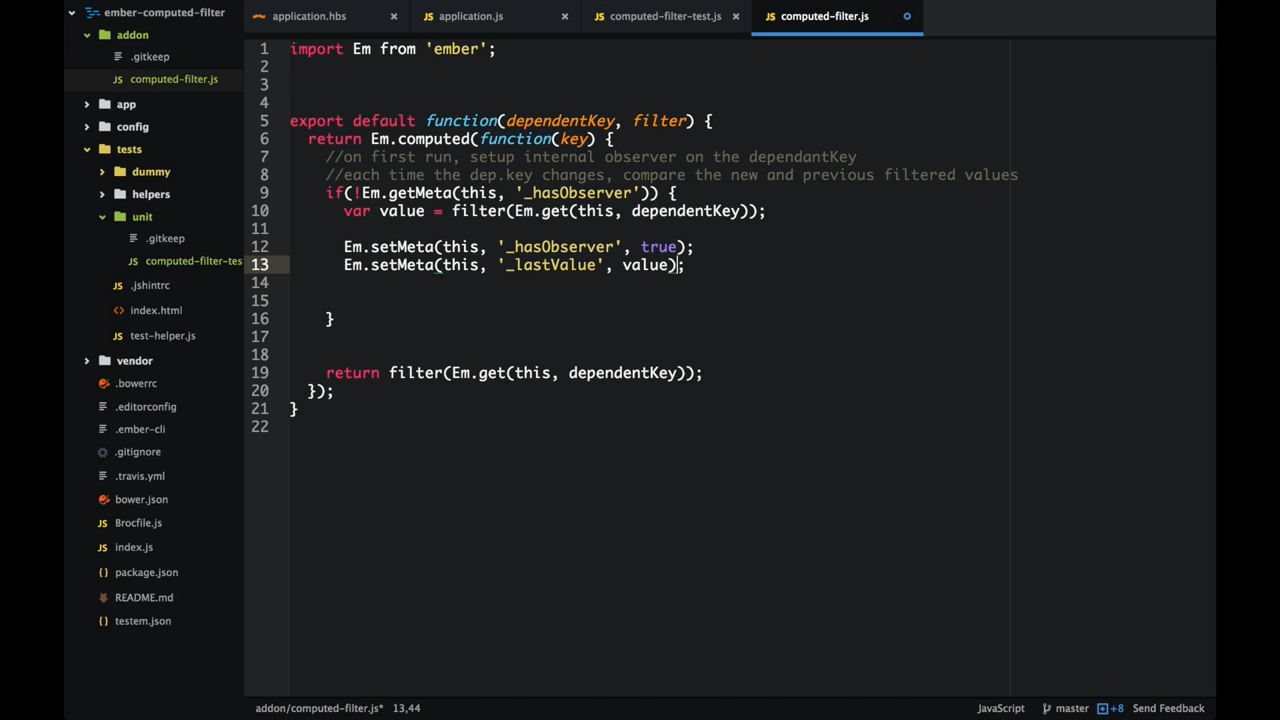 ember-computed-filter
addon
.gitkeep
computed-filter.js
app
config
tests
dummy
helpers
unit
.gitkeep
computed-filter-tes
.jshintrc
index.html
test-helper.js
vendor
.bowerrc
.editorconfig
.ember-cli
.gitignore
.travis.yml
bower.json
Brocfile.js
index.js
package.json
README.md
testem.json
application.hbs
application.js
computed-filter-test.js
computed-filter.js
1 import Em from 'ember';
2
3
4
5 export default function(dependentKey, filter) {
6 return Em.computed(function(key) {
7 //on first run, setup internal observer on the dependantKey
8 //each time the dep.key changes, compare the new and previous filtered values
9 if(!Em.getMeta(this, '_hasObserver')) {
10 var value = filter(Em.get(this, dependentKey));
11
12 Em.setMeta(this, '_hasObserver', true);
13 Em.setMeta(this, '_lastValue', value);
14
15
16 }
17
18
19 return filter(Em.get(this, dependentKey));
20 });
21 }
22
addon/computed-filter.js* 13,44
JavaScript master +8 Send Feedback